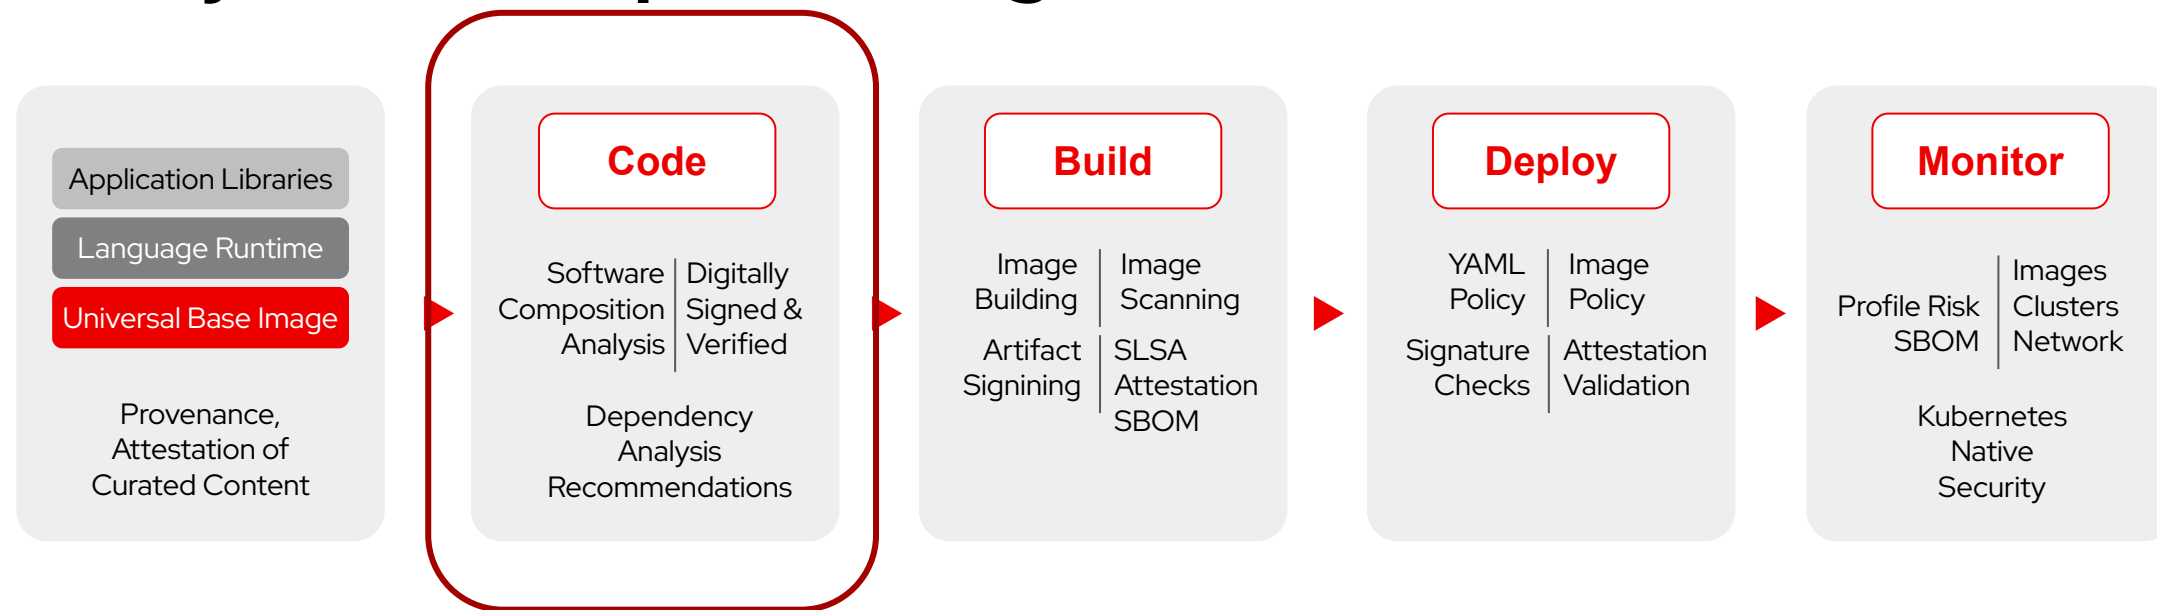 Application Libraries
Language Runtime
Universal Base Image
Provenance,
Attestation of
Curated Content
Code
Software
Composition
Analysis
Digitally
Signed &
Verified
Dependency
Analysis
Recommendations
Build
Image
Building
Image
Scanning
Artifact
Signining
SLSA
Attestation
SBOM
Deploy
YAML
Policy
Image
Policy
Signature
Checks
Attestation
Validation
Monitor
Profile Risk
SBOM
Images
Clusters
Network
Kubernetes
Native
Security